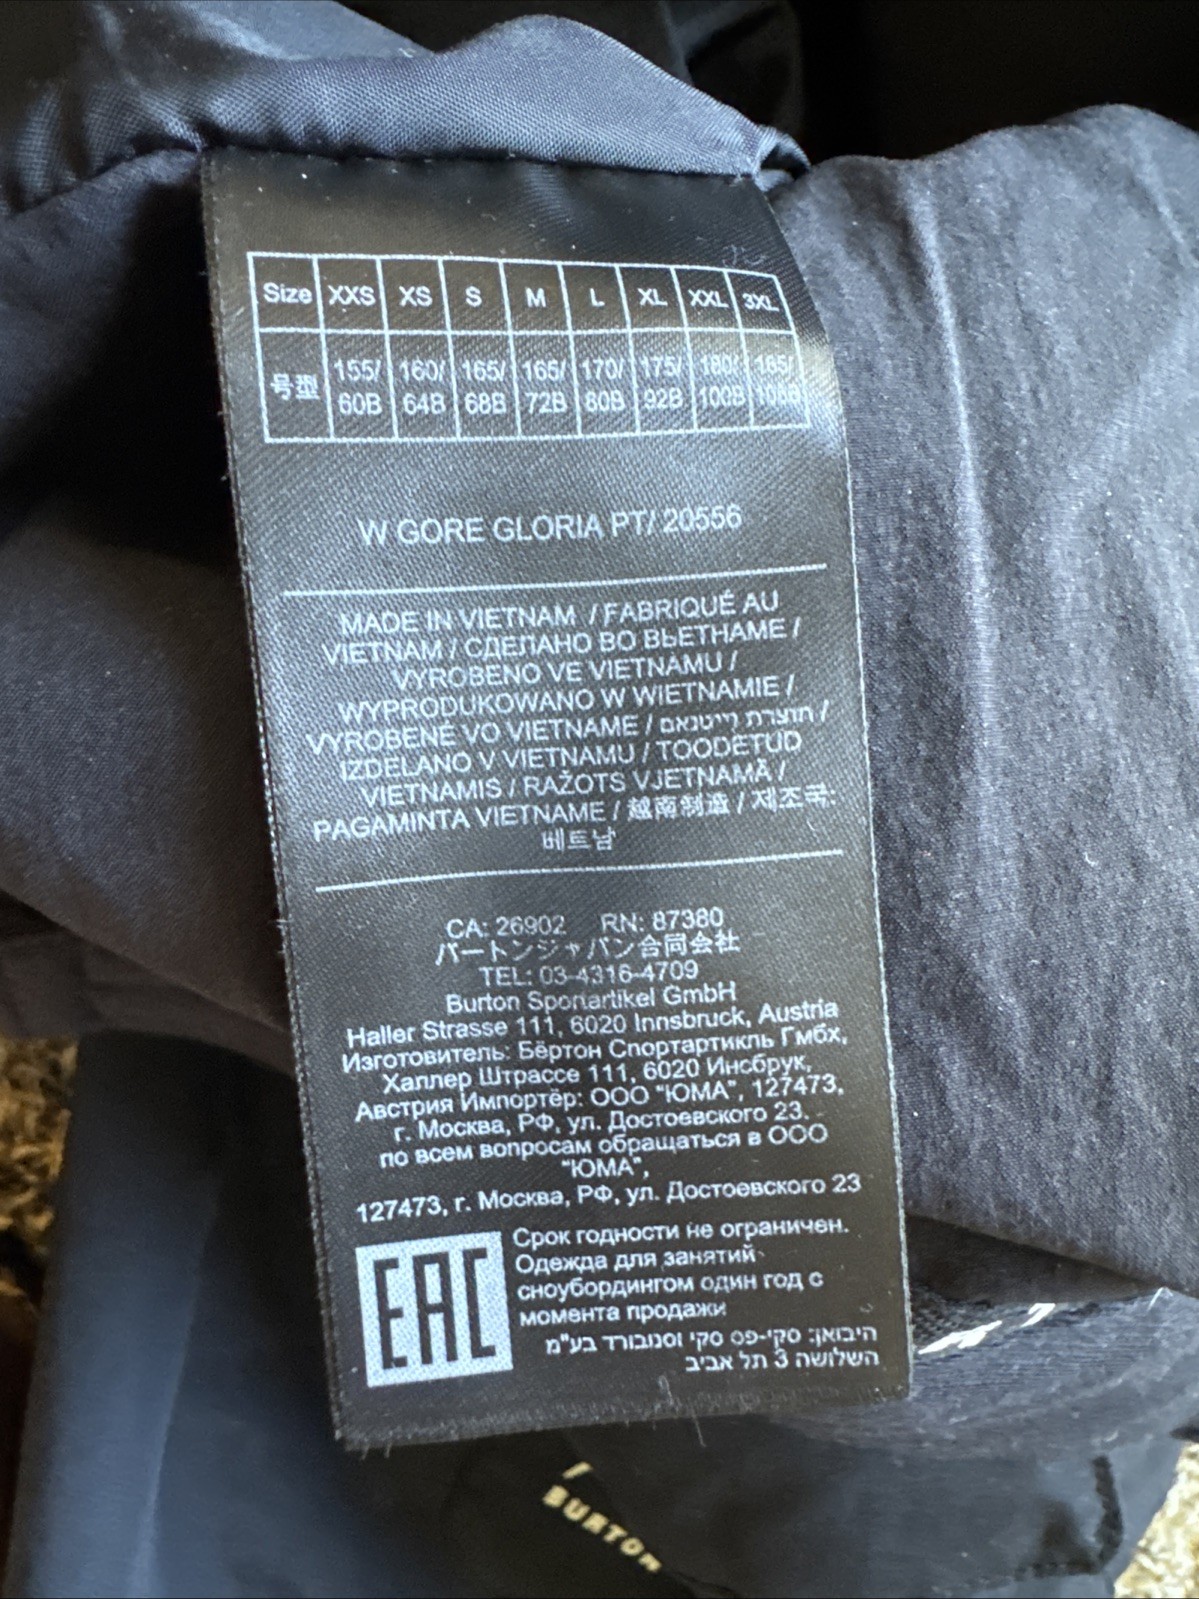 Size XXS XS S M L XL XXL 3XL
号型 155/ 160/ 165/ 165/ 170/ 175/ 180/ 185/
60B 64B 68B 72B 80B 92B 100B 108B
W GORE GLORIA PT/ 20556
MADE IN VIETNAM / FABRIQUÉ AU
VIETNAM / СДЕЛАНО ВО ВЬЕТНАМЕ /
VYROBENO VE VIETNAMU /
WYPRODUKOWANO W WIETNAMIE /
VYROBENÉ VO VIETNAME / תוצרת וייטנאם /
IZDELANO V VIETNAMU / TOODETUD
VIETNAMIS / RAŽOTS VJETNAMĀ /
PAGAMINTA VIETNAME / 越南制造 / 제조국:
베트남
CA: 26902 RN: 87380
バートンジャパン合同会社
TEL: 03-4316-4709
Burton Sportartikel GmbH
Haller Strasse 111, 6020 Innsbruck, Austria
Изготовитель: Бёртон Спортартикль Гмбх,
Халлер Штрассе 111, 6020 Инсбрук,
Австрия Импортёр: ООО "ЮМА", 127473,
г. Москва, РФ, ул. Достоевского 23.
по всем вопросам обращаться в ООО
"ЮМА",
127473, г. Москва, РФ, ул. Достоевского 23
EAC
Срок годности не ограничен.
Одежда для занятий
сноубордингом один год с
момента продажи
היבואן: סקי-פס סקי וסנובורד בע"מ
השלושה 3 תל אביב
BURTON